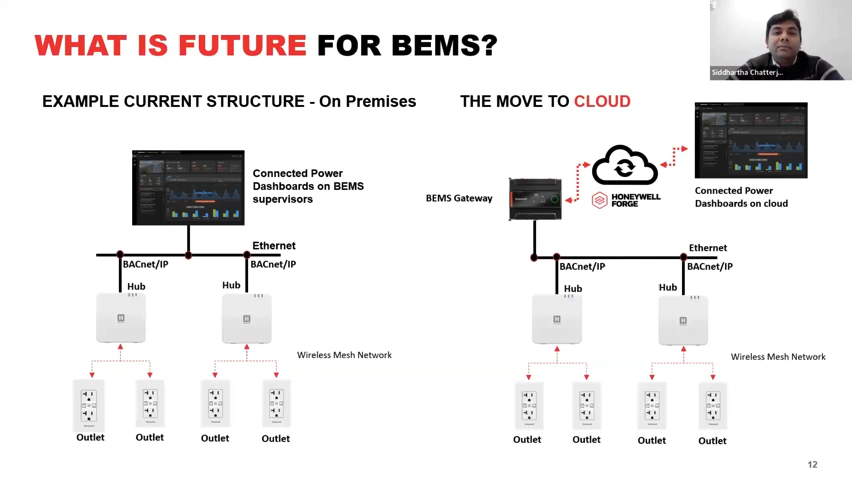 WHAT IS FUTURE FOR BEMS?
Siddhartha Chatterj...
EXAMPLE CURRENT STRUCTURE - On Premises
Connected Power
Dashboards on BEMS
supervisors
Ethernet
BACnet/IP
BACnet/IP
Hub
Hub
Wireless Mesh Network
Outlet
Outlet
Outlet
Outlet
THE MOVE TO CLOUD
BEMS Gateway
HONEYWELL
FORGE
Connected Power
Dashboards on cloud
Ethernet
BACnet/IP
BACnet/IP
Hub
Hub
Wireless Mesh Network
Outlet
Outlet
Outlet
Outlet
12